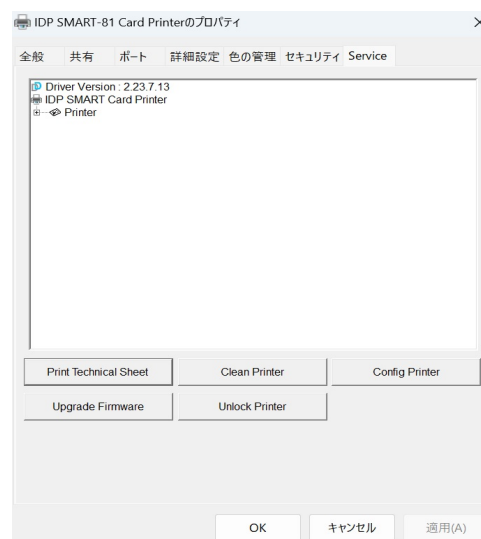 IDP SMART-81 Card Printerのプロパティ
全般 共有 ポート 詳細設定 色の管理 セキュリティ Service
Driver Version : 2.23.7.13
IDP SMART Card Printer
Printer
Print Technical Sheet Clean Printer Config Printer
Upgrade Firmware Unlock Printer
OK キャンセル 適用(A)